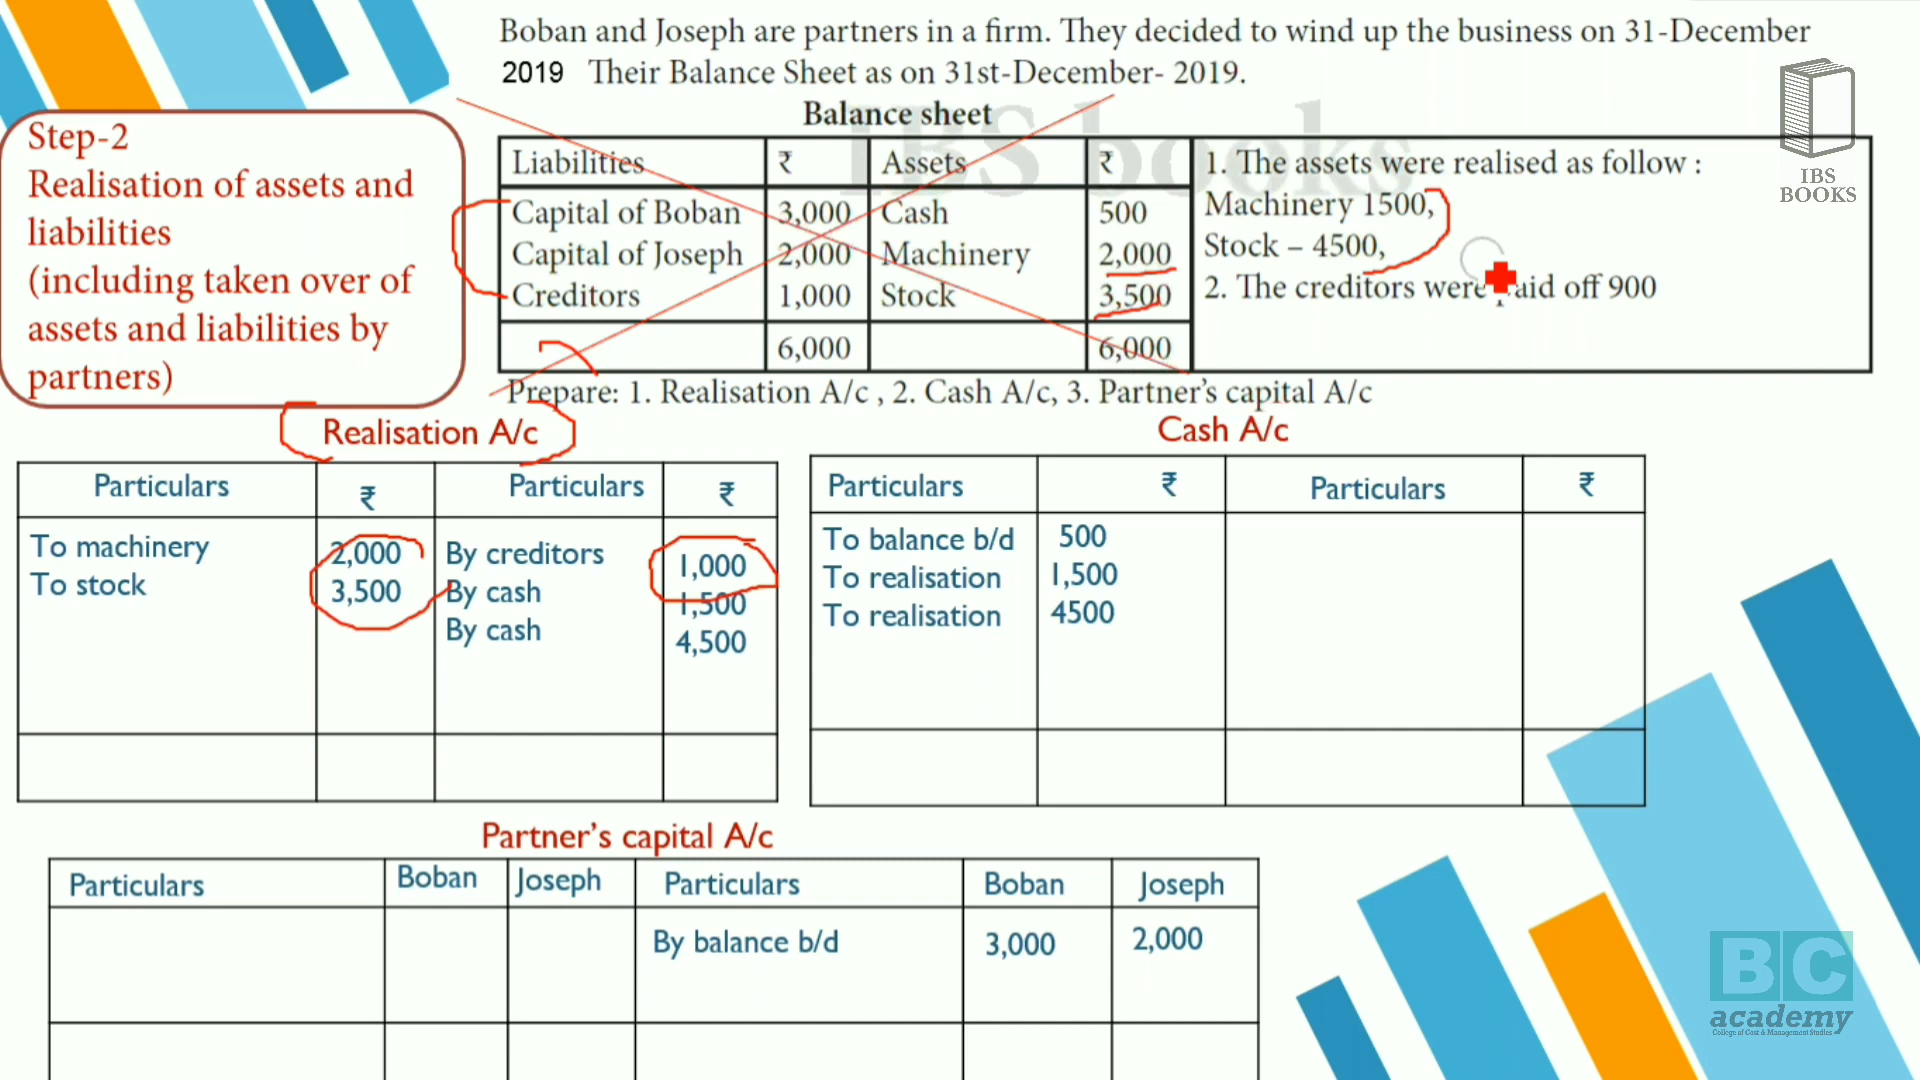 Boban and Joseph are partners in a firm. They decided to wind up the business on 31-December
2019 Their Balance Sheet as on 31st-December- 2019.
Balance sheet
IBS books
IBS
BOOKS
Step-2
Realisation of assets and
liabilities
(including taken over of
assets and liabilities by
partners)
Liabilities ₹ Assets ₹
Capital of Boban 3,000 Cash 500
Capital of Joseph 2,000 Machinery 2,000
Creditors 1,000 Stock 3,500
6,000 6,000
1. The assets were realised as follow :
Machinery 1500,
Stock – 4500,
2. The creditors were paid off 900
Prepare: 1. Realisation A/c , 2. Cash A/c, 3. Partner’s capital A/c
Realisation A/c
Particulars ₹ Particulars ₹
To machinery 2,000 By creditors 1,000
To stock 3,500 By cash 1,500
By cash 4,500
Cash A/c
Particulars ₹ Particulars ₹
To balance b/d 500
To realisation 1,500
To realisation 4500
Partner’s capital A/c
Particulars Boban Joseph Particulars Boban Joseph
By balance b/d 3,000 2,000
BC
academy
College of Cost & Management Studies